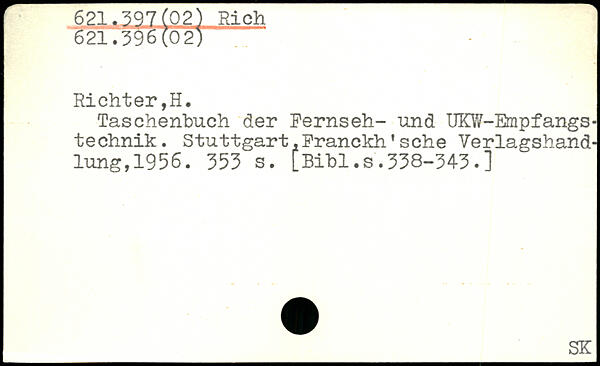 621.397(02) Rich
621.396(02)
Richter,H.
Taschenbuch der Fernseh- und UKW-Empfangs-
technik. Stuttgart,Franckh'sche Verlagshand-
lung,1956. 353 s. [Bibl.s.338-343.]
SK